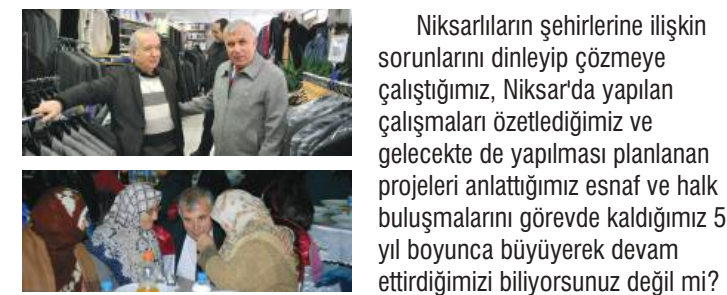 Niksarlıların şehirlerine ilişkin
sorunlarını dinleyip çözmeye
çalıştığımız, Niksar'da yapılan
çalışmaları özetlediğimiz ve
gelecekte de yapılması planlanan
projeleri anlattığımız esnaf ve halk
buluşmalarını görevde kaldığımız 5
yıl boyunca büyüyerek devam
ettirdiğimizi biliyorsunuz değil mi?